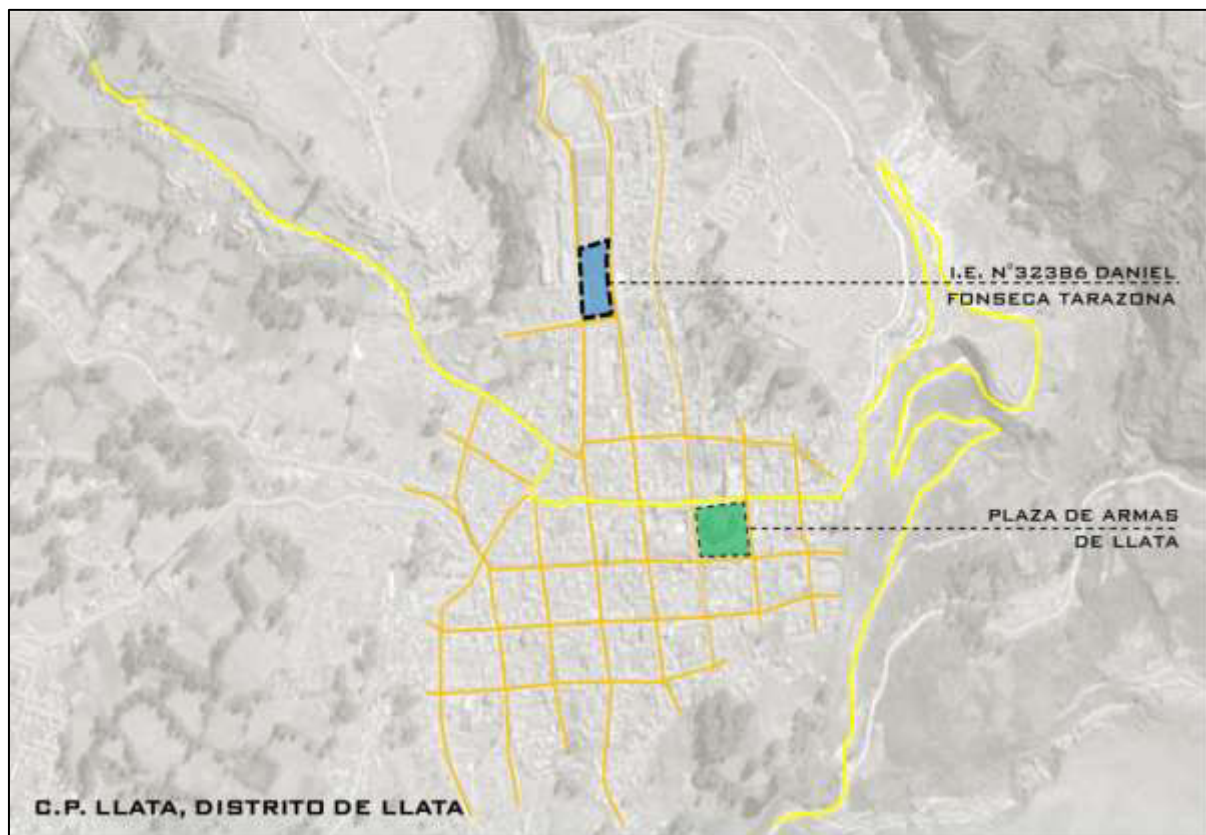 I.E. N°32386 DANIEL
FONSECA TARAZONA
PLAZA DE ARMAS
DE LLATA
C.P. LLATA, DISTRITO DE LLATA